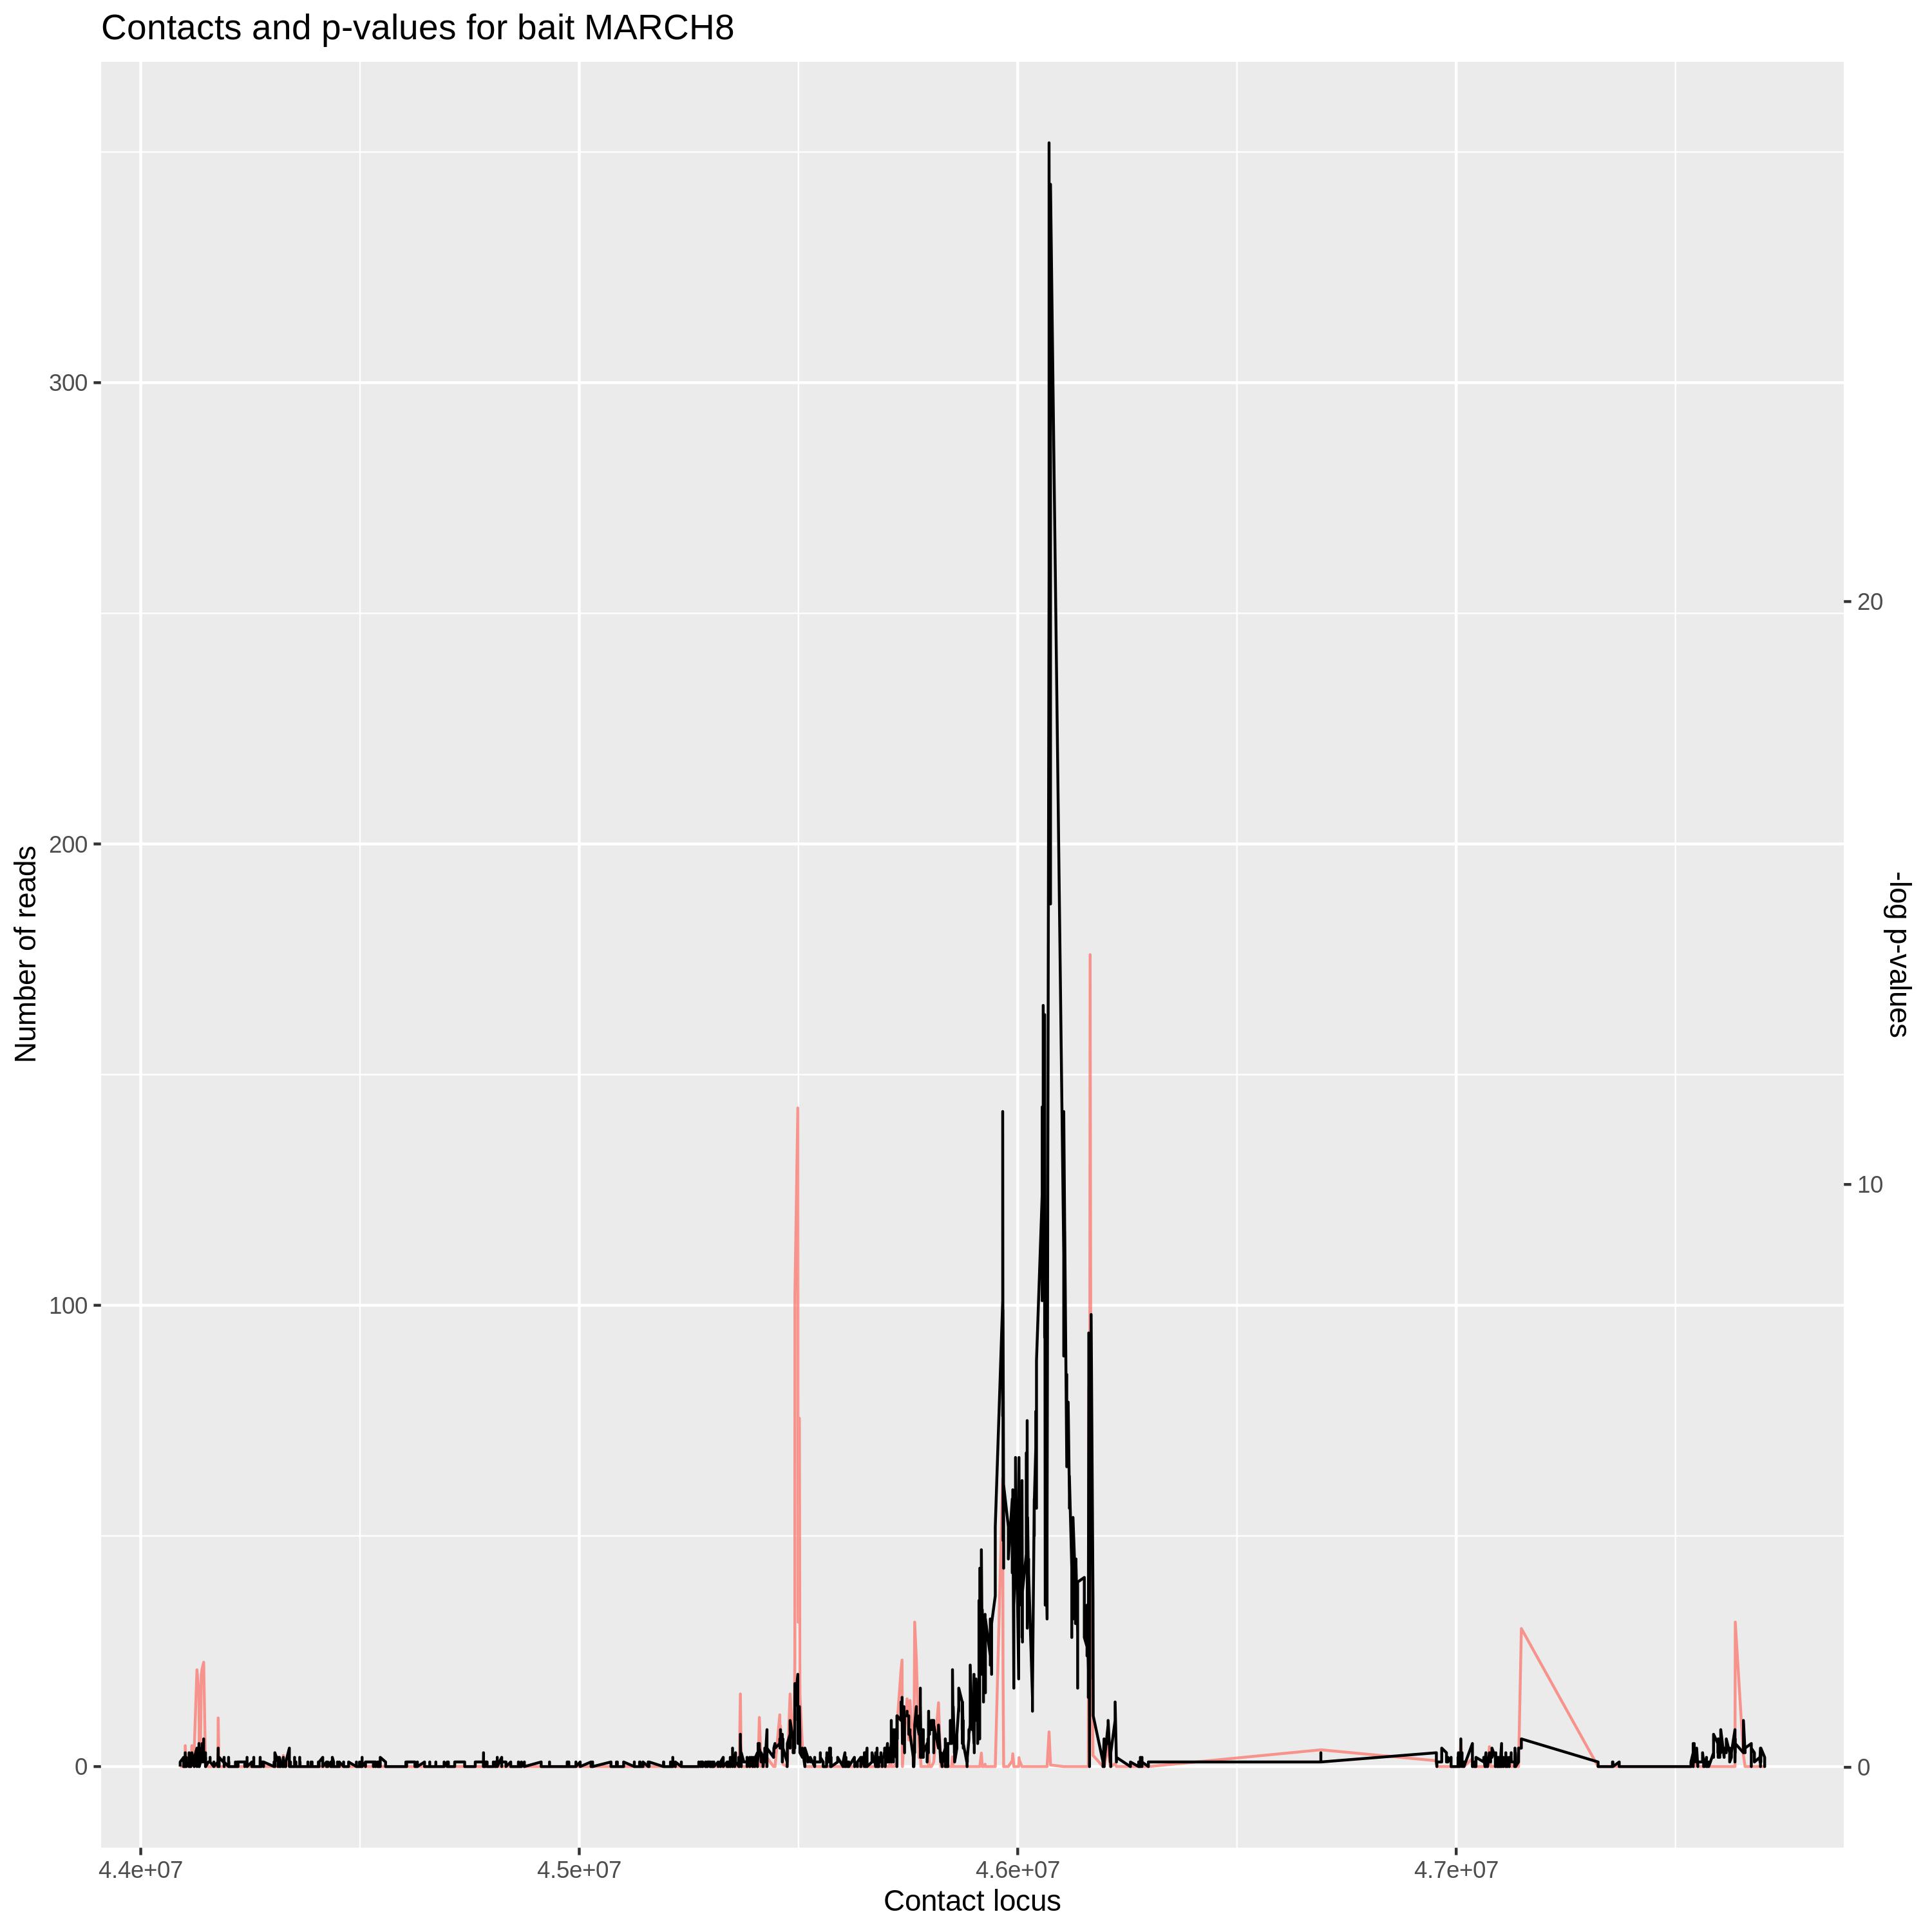 Contacts and p-values for bait MARCH8
Number of reads
300
200
100
0
20
10
0
-log p-values
4.4e+07
4.5e+07
4.6e+07
4.7e+07
Contact locus